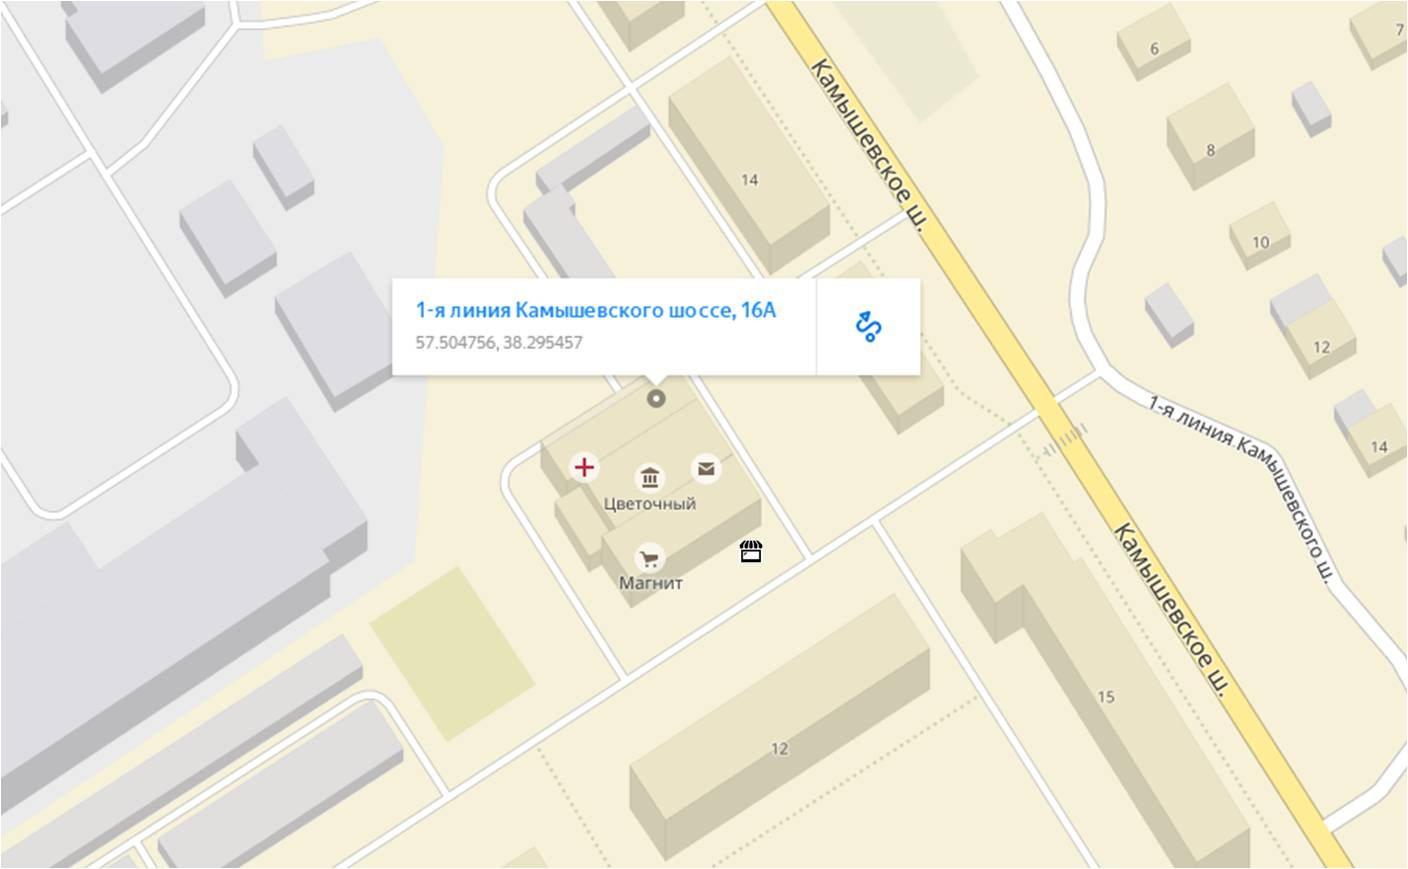 6
7
Камышевское ш.
8
14
10
1-я линия Камышевского шоссе, 16А
57.504756, 38.295457
12
1-я линия Камышевского ш.
14
Цветочный
Магнит
Камышевское ш.
15
12